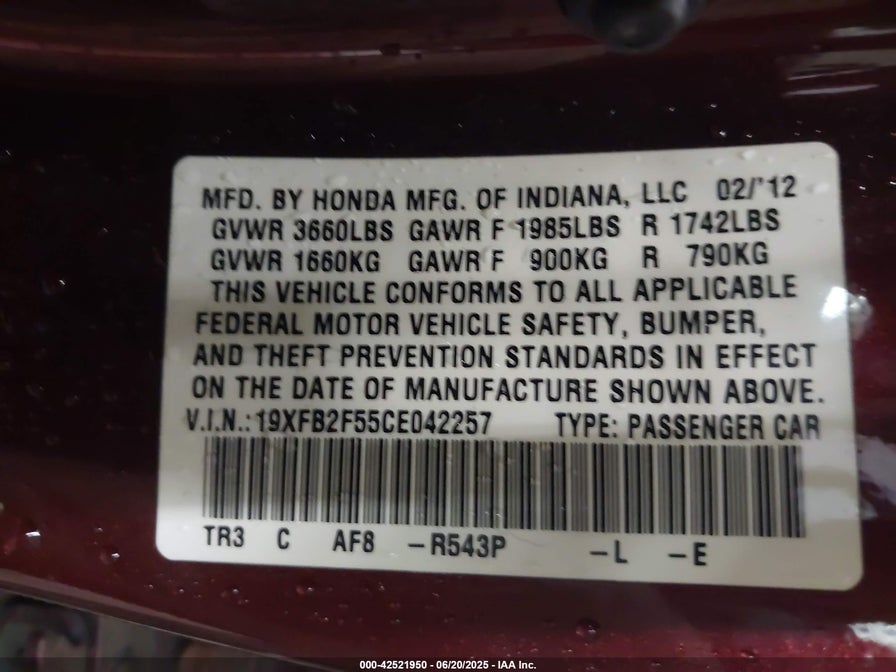 MFD. BY HONDA MFG. OF INDIANA, LLC 02/'12
GVWR 3660LBS GAWR F 1985LBS R 1742LBS
GVWR 1660KG GAWR F 900KG R 790KG
THIS VEHICLE CONFORMS TO ALL APPLICABLE
FEDERAL MOTOR VEHICLE SAFETY, BUMPER,
AND THEFT PREVENTION STANDARDS IN EFFECT
ON THE DATE OF MANUFACTURE SHOWN ABOVE.
V.I.N.: 19XFB2F55CE042257 TYPE: PASSENGER CAR
TR3 C AF8 -R543P -L -E
000-42521950 - 06/20/2025 - IAA Inc.